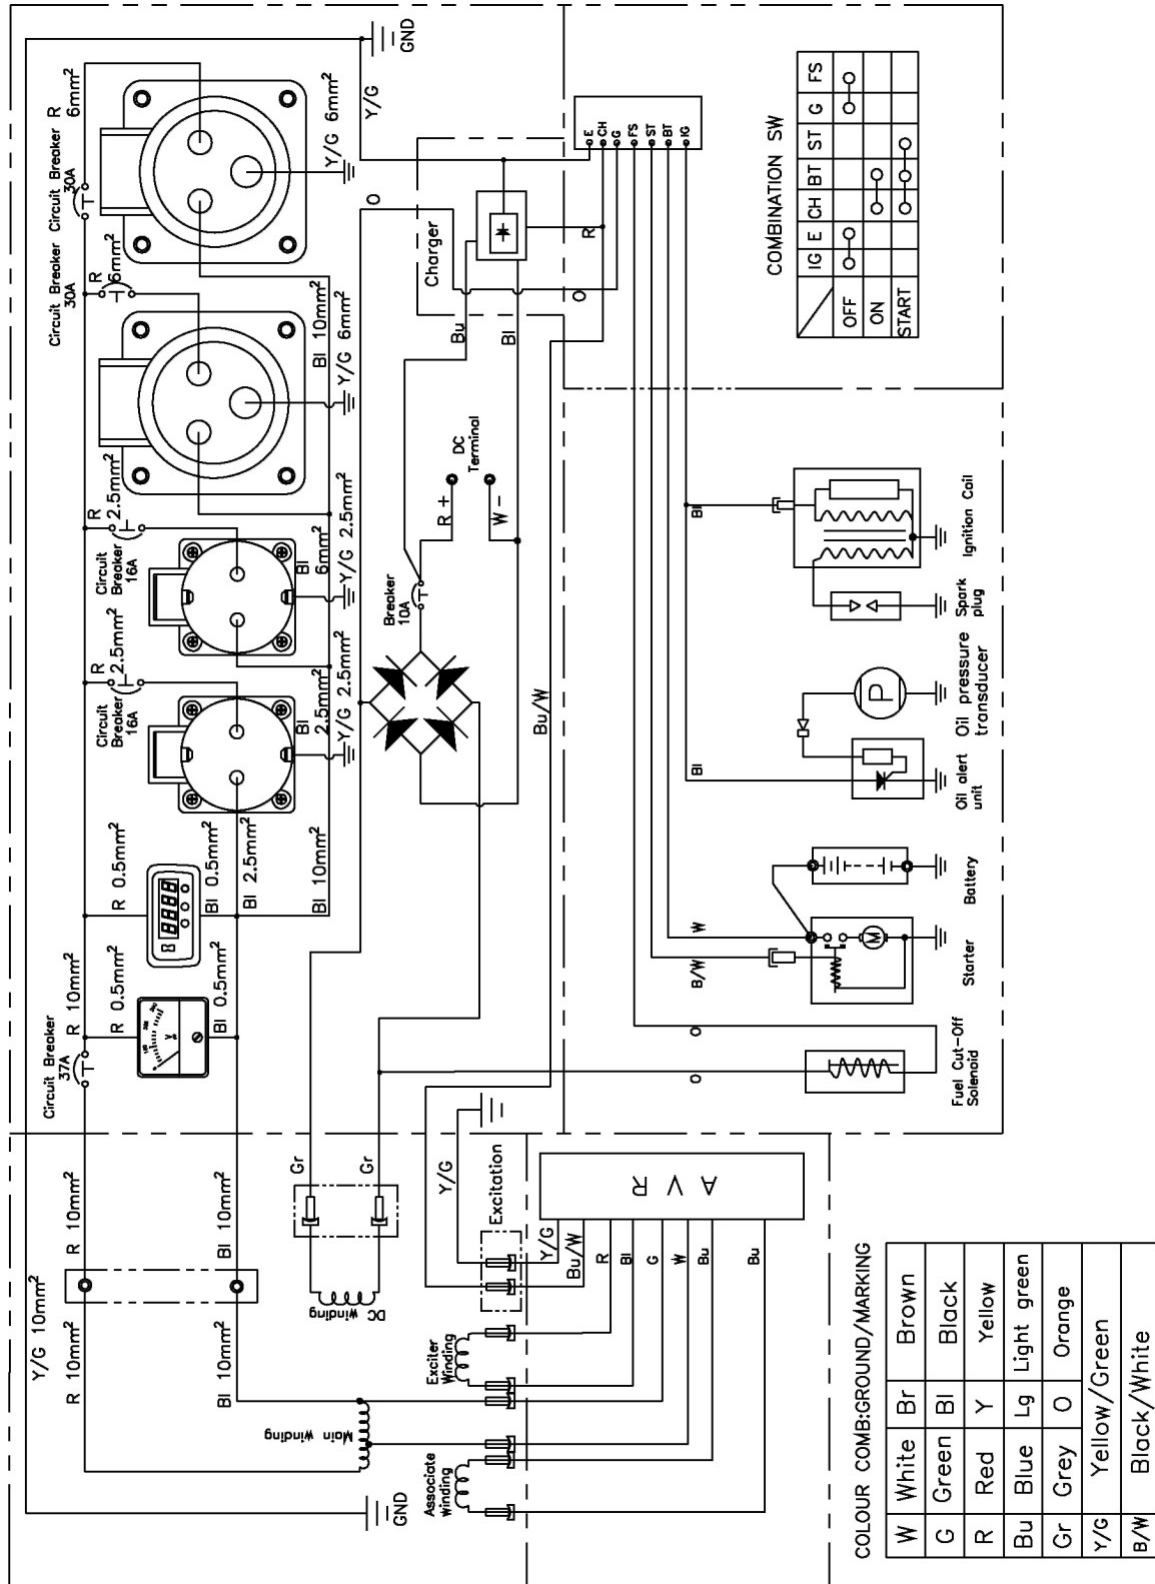 GND
Circuit Breaker
30A
R
6mm²
Circuit Breaker
30A
R
6mm²
Y/G 6mm²
Y/G
O
Bl 10mm²
Y/G 6mm²
R
2.5mm²
Circuit
Breaker
16A
Bl
6mm²
Y/G 2.5mm²
R
2.5mm²
Circuit
Breaker
16A
Bl
2.5mm²
Y/G 2.5mm²
R 0.5mm²
Bl 0.5mm²
Bl 2.5mm²
Bl 10mm²
R 10mm²
R 0.5mm²
Bl 0.5mm²
Circuit Breaker
37A
R 10mm²
Bl 10mm²
Y/G 10mm²
R 10mm²
Bl 10mm²
Charger
Bu
Bl
R
O
DC
Terminal
R +
W -
Breaker
10A
Bu/W
E
CH
G
FS
ST
BT
IG
COMBINATION SW
IG E CH BT ST G FS
OFF
ON
START
Bl
Ignition Coil
Spark
plug
P
Oil pressure
transducer
Bl
Oil alert
unit
Battery
W
B/W
M
Starter
O
O
Fuel Cut-Off
Solenoid
Gr
Gr
DC
winding
Y/G
Excitation
Exciter
Winding
Main winding
Associate
Winding
GND
A V R
Y/G
Bu/W
R
Bl
G
W
Bu
Bu
COLOUR COMB:GROUND/MARKING
W White Br Brown
G Green Bl Black
R Red Y Yellow
Bu Blue Lg Light green
Gr Grey O Orange
Y/G Yellow/Green
B/W Black/White